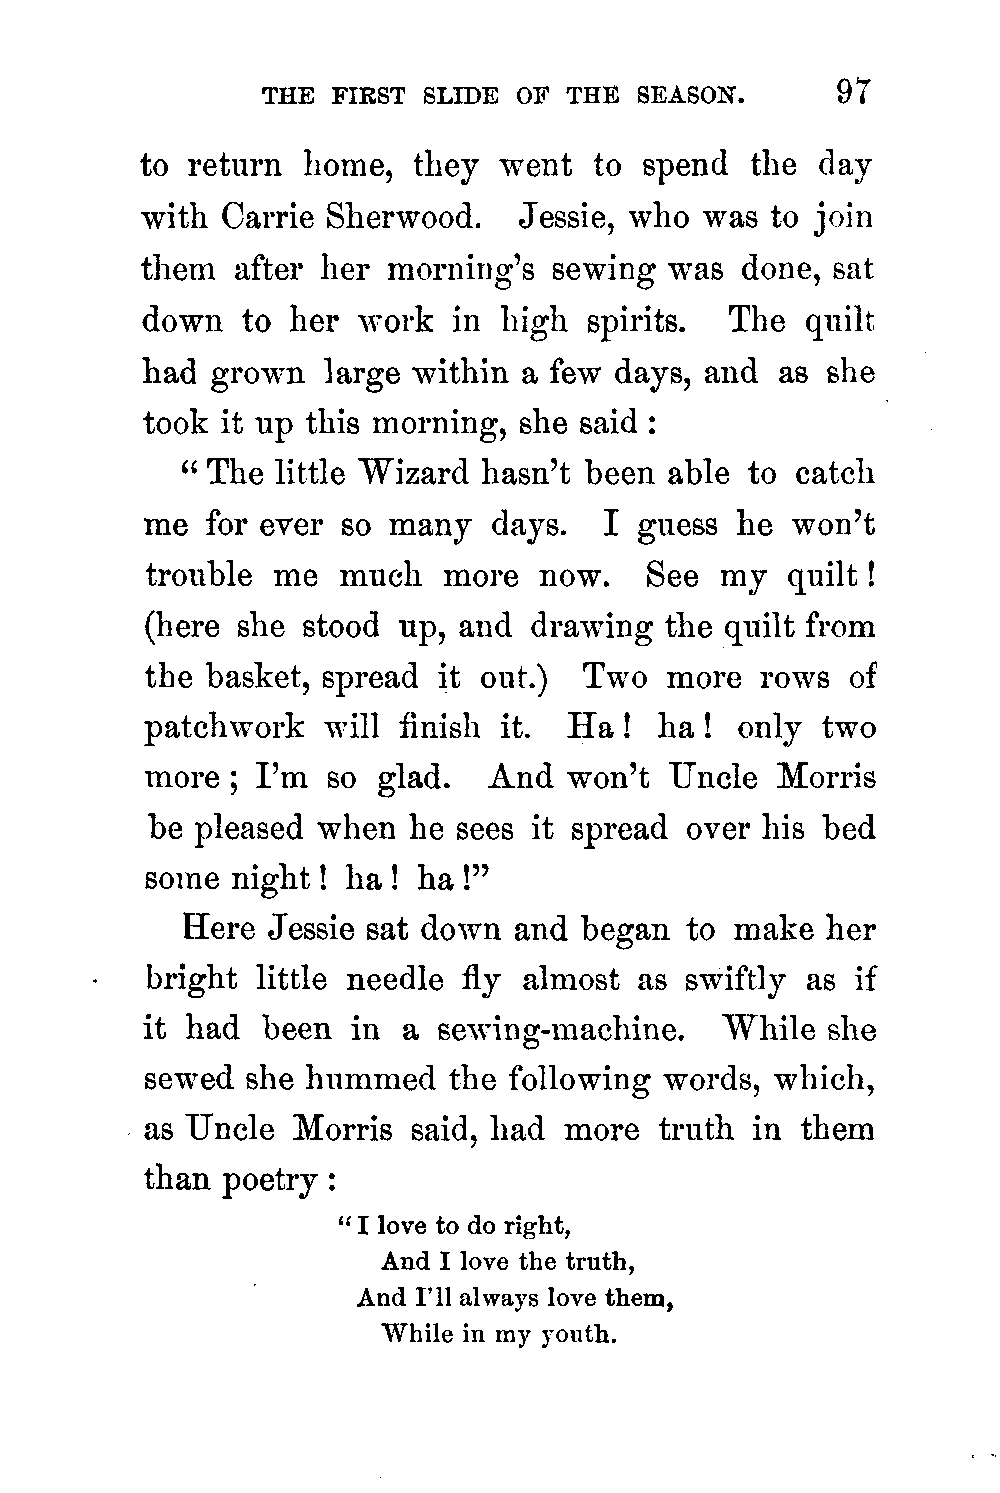 THE FIRST SLIDE OF THE SEASON. 97
to return home, they went to spend the day
with Carrie Sherwood. Jessie, who was to join
them after her morning's sewing was done, sat
down to her work in high spirits. The quilt
had grown large within a few days, and as she
took it up this morning, she said :
" The little Wizard hasn't been able to catch
me for ever so many days. I guess he won't
trouble me much more now. See my quilt !
(here she stood up, and drawing the quilt from
the basket, spread it out.) Two more rows of
patchwork will finish it. Ha ! ha ! only two
more ; I'm so glad. And won't Uncle Morris
be pleased when he sees it spread over his bed
some night ! ha ! ha !"
Here Jessie sat down and began to make her
bright little needle fly almost as swiftly as if
it had been in a sewing-machine. While she
sewed she hummed the following words, which,
as Uncle Morris said, had more truth in them
than poetry :
" I love to do right,
And I love the truth,
And I'll always love them,
While in my youth.